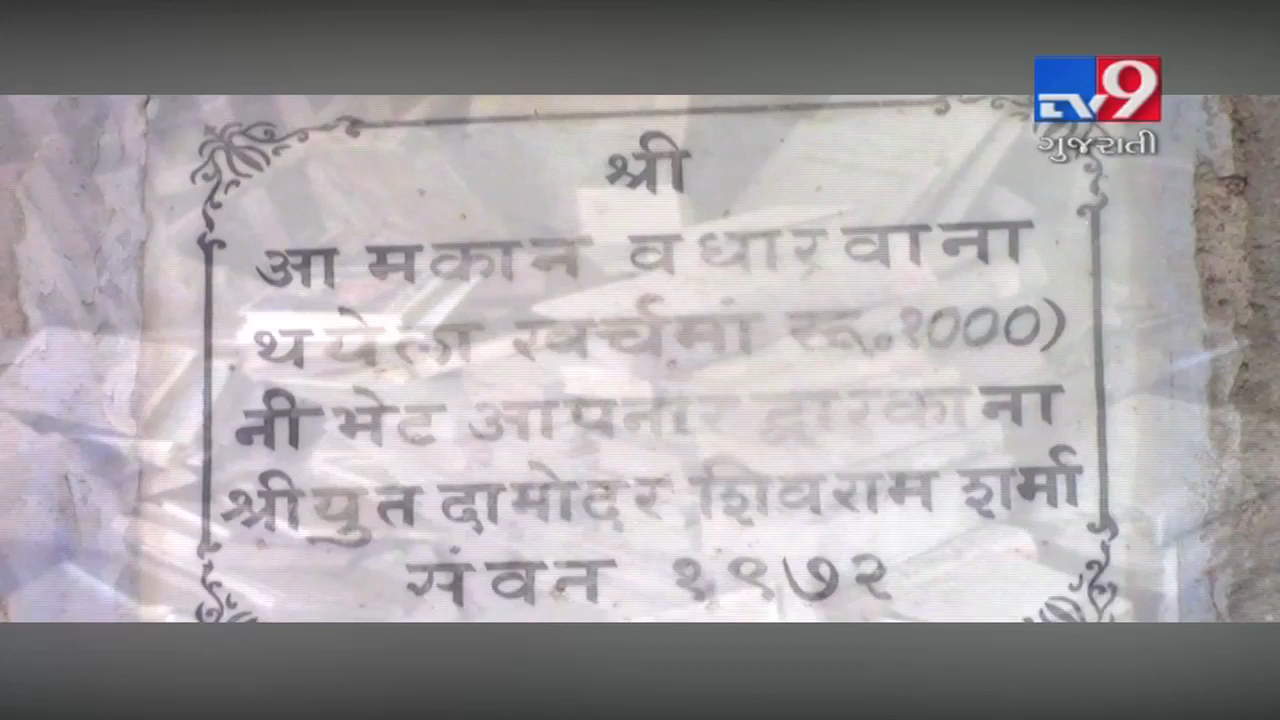 TV9
ગુજરાતી
श्री
आ मकान वधारवाना
थयेला खर्चमां रू.१०००)
नी भेट आपनार द्वारकाना
श्रीयुत दामोदर शिवराम शर्मा
संवत १९७२